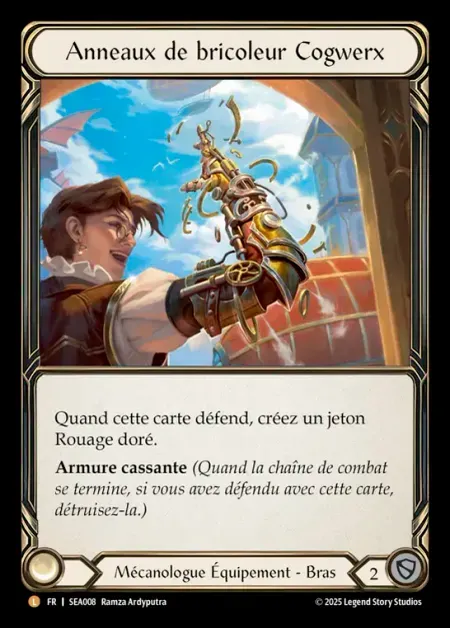 Anneaux de bricoleur Cogwerx
Quand cette carte défend, créez un jeton
Rouage doré.
Armure cassante (Quand la chaîne de combat
se termine, si vous avez défendu avec cette carte,
détruisez-la.)
Mécanologue Équipement - Bras
2
L FR | SEA008 Ramza Ardyputra
© 2025 Legend Story Studios